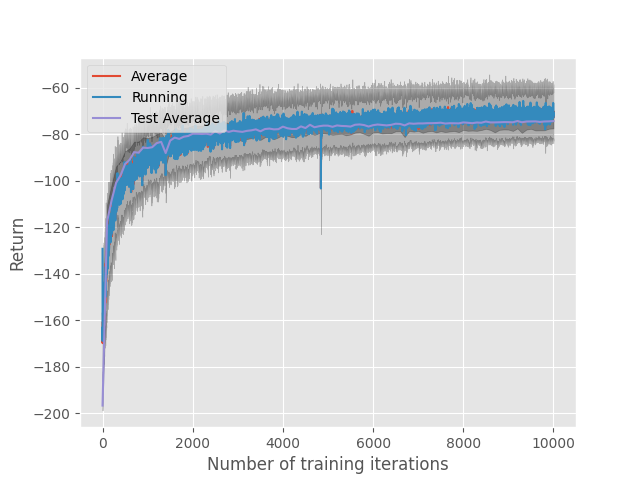 Average
Running
Test Average
−60
−80
−100
−120
−140
−160
−180
−200
Return
0 2000 4000 6000 8000 10000
Number of training iterations